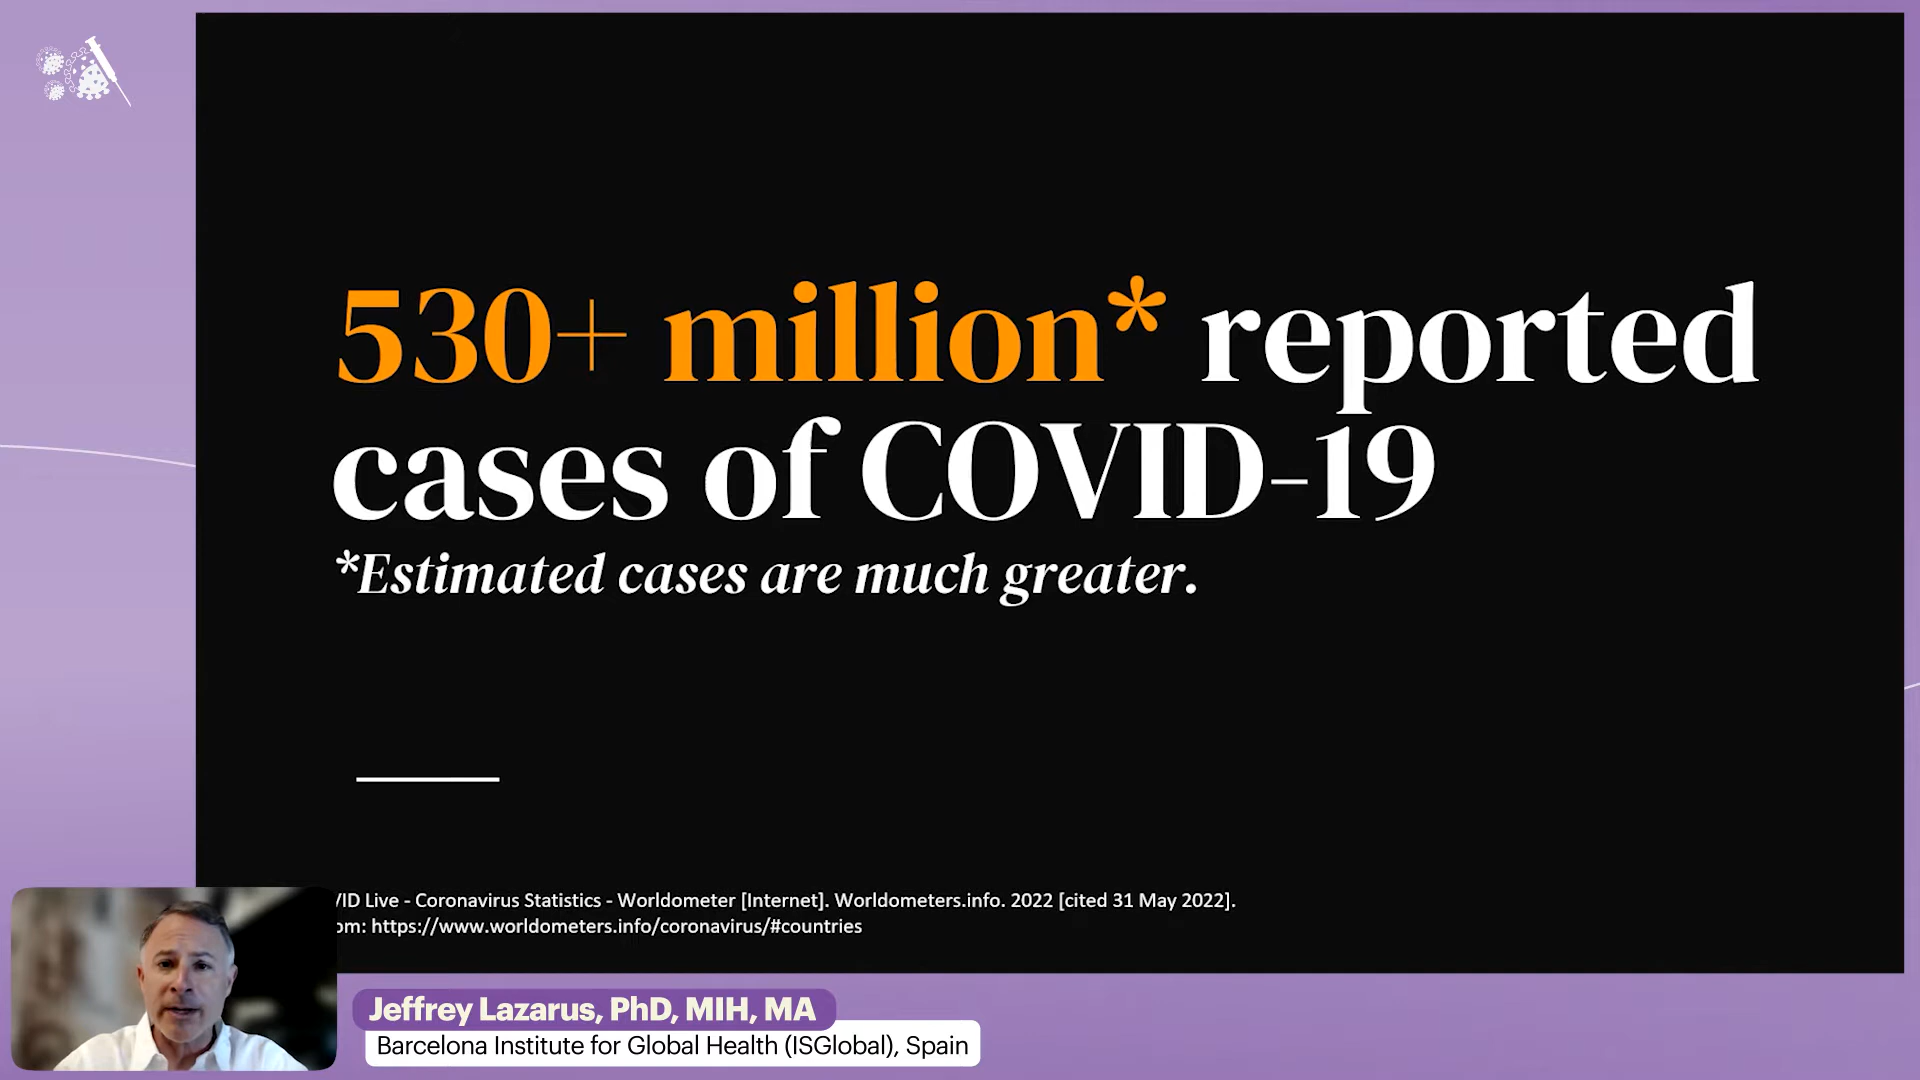 530+ million* reported
cases of COVID-19
*Estimated cases are much greater.
Live - Coronavirus Statistics - Worldometer [Internet]. Worldometers.info. 2022 [cited 31 May 2022].
https://www.worldometers.info/coronavirus/#countries
Jeffrey Lazarus, PhD, MIH, MA
Barcelona Institute for Global Health (ISGlobal), Spain